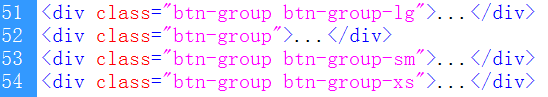 51 <div class="btn-group btn-group-lg">...</div>
52 <div class="btn-group">...</div>
53 <div class="btn-group btn-group-sm">...</div>
54 <div class="btn-group btn-group-xs">...</div>